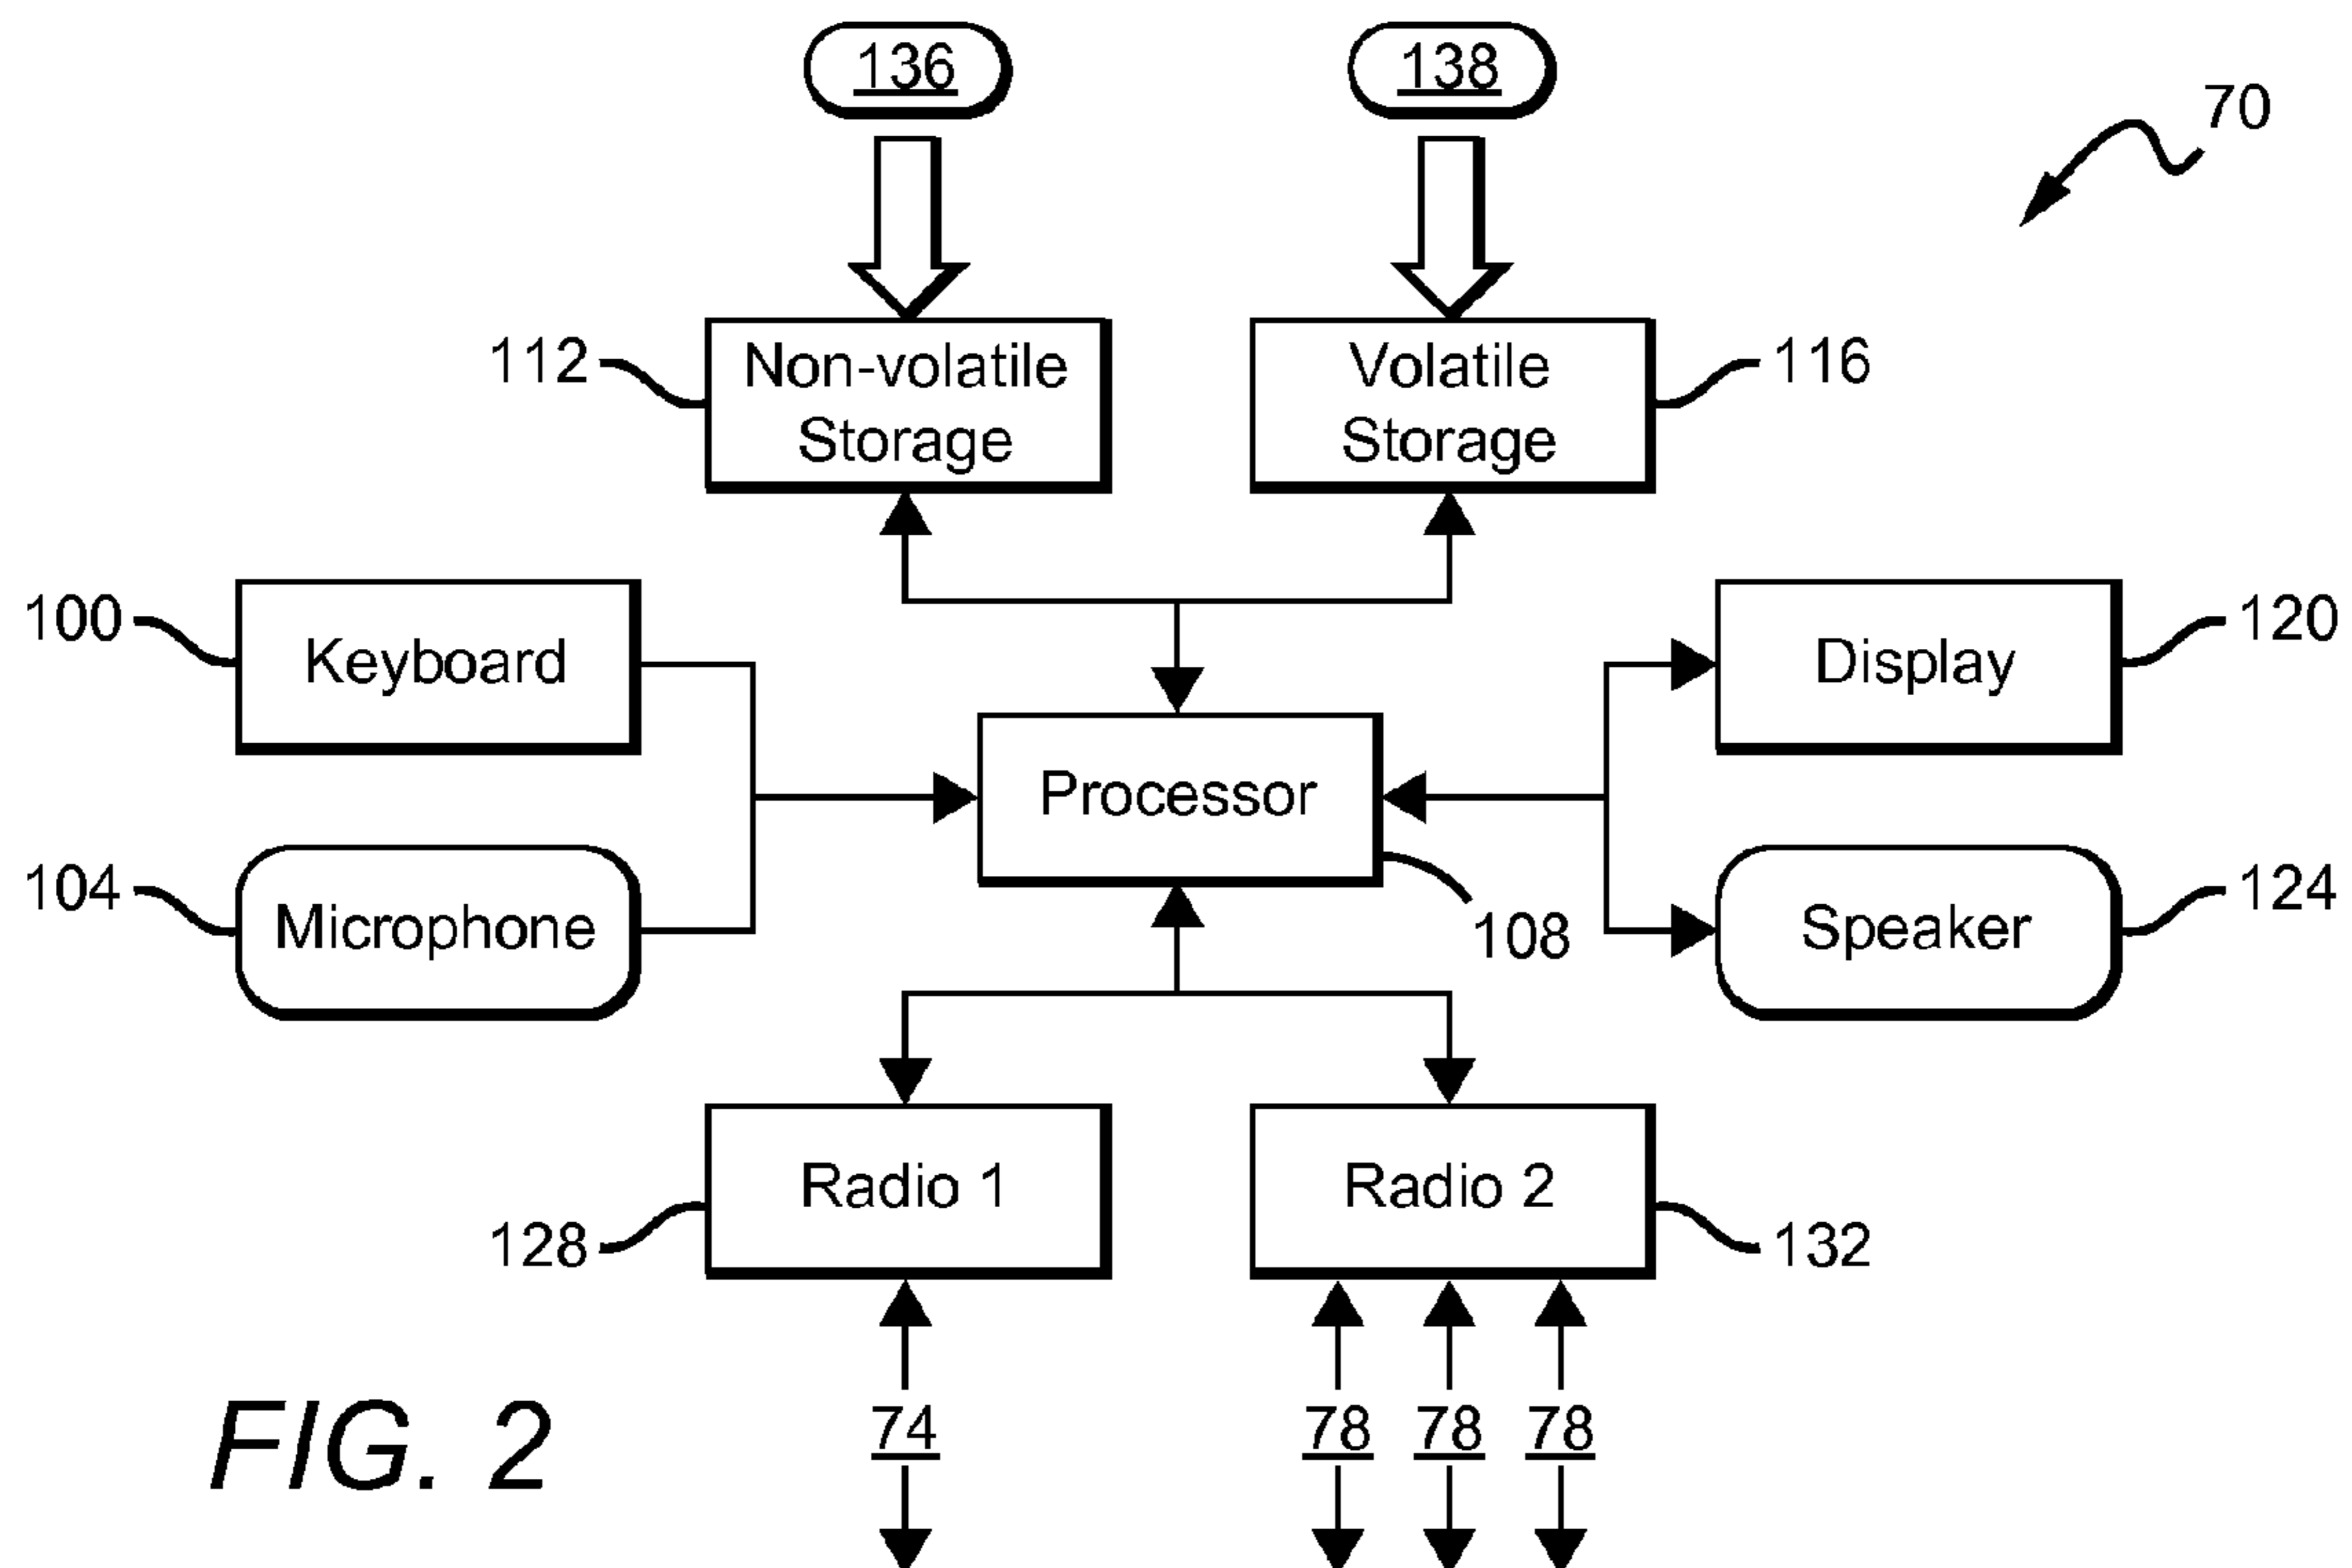 136
138
70
112
Non-volatile
Storage
Volatile
Storage
116
100
Keyboard
Display
120
Processor
104
Microphone
108
Speaker
124
Radio 1
Radio 2
128
132
74
78 78 78
FIG. 2